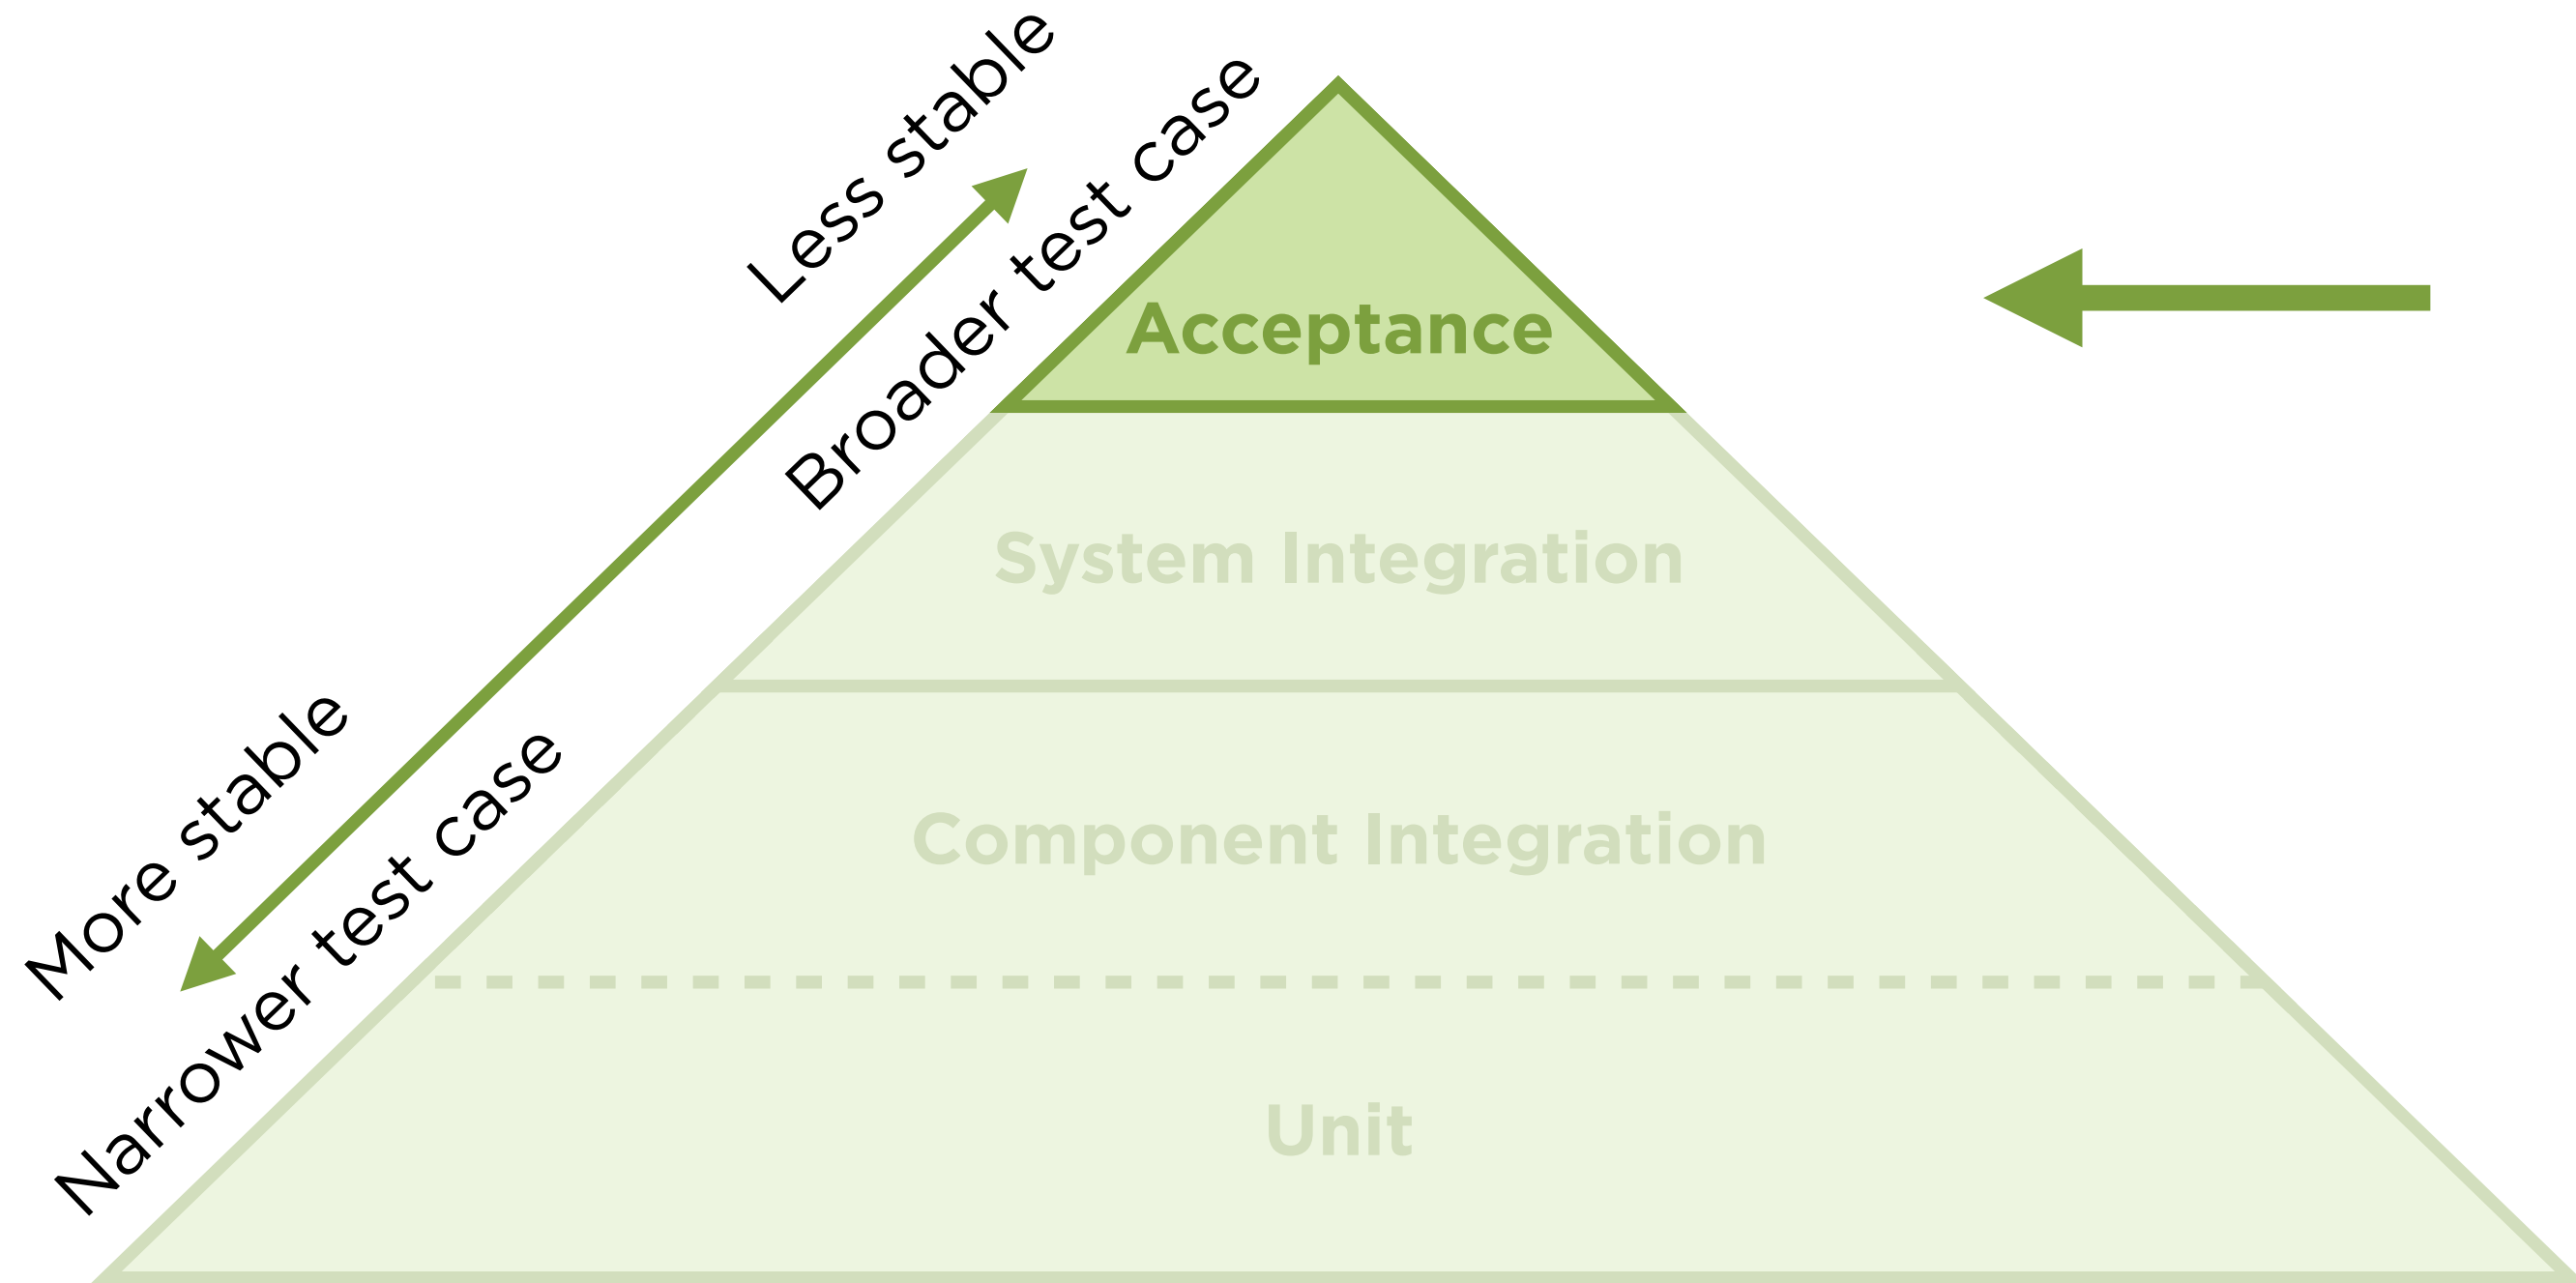 Less stable
Broader test case
Acceptance
System Integration
More stable
Narrower test case
Component Integration
Unit